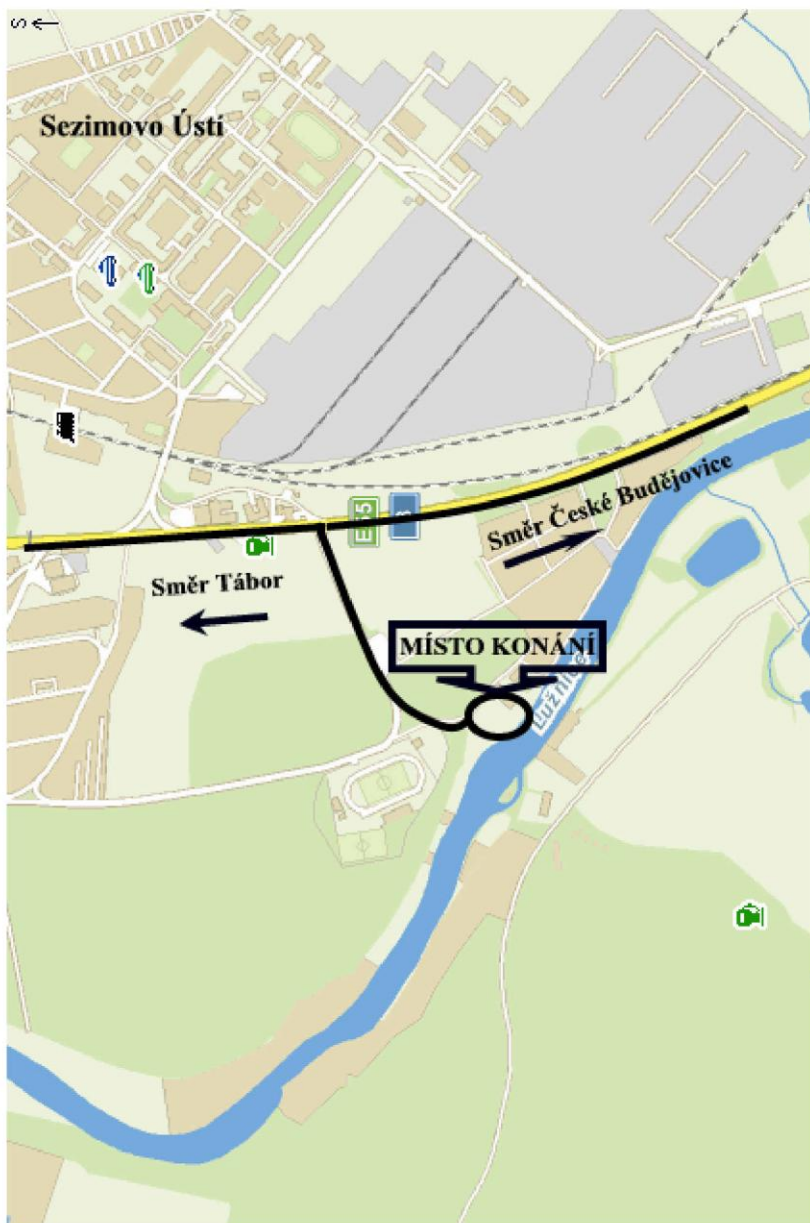 S
Sezimovo Ústí
E55
3
Směr České Budějovice
Směr Tábor
MÍSTO KONÁNÍ
Lužnice